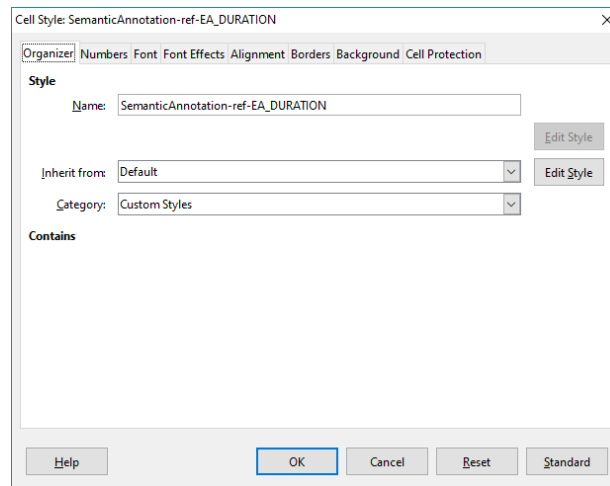 Cell Style: SemanticAnnotation-ref-EA_DURATION
Organizer Numbers Font Font Effects Alignment Borders Background Cell Protection
Style
Name: SemanticAnnotation-ref-EA_DURATION
Edit Style
Inherit from: Default Edit Style
Category: Custom Styles
Contains
Help OK Cancel Reset Standard